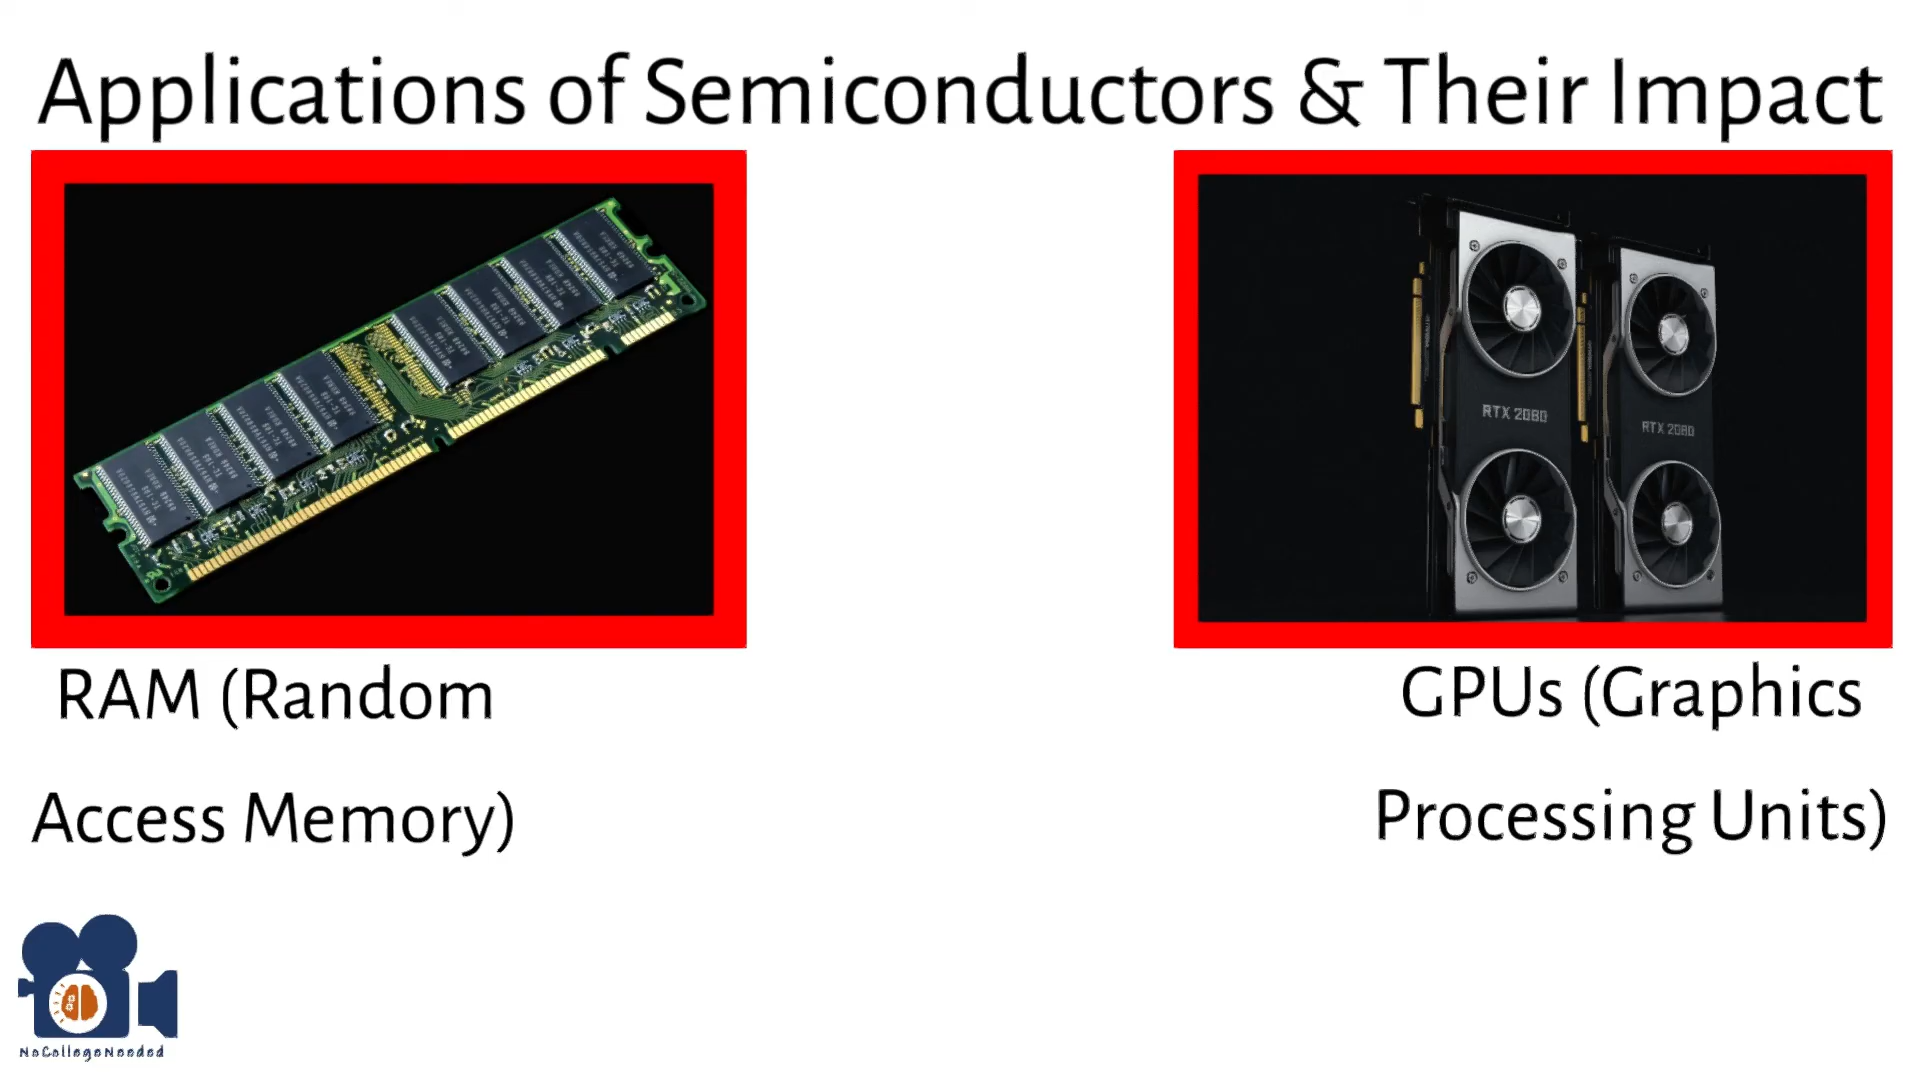 Applications of Semiconductors & Their Impact
RTX 2080
RTX 2080
RAM (Random
Access Memory)
GPUs (Graphics
Processing Units)
NoCollegeNeeded